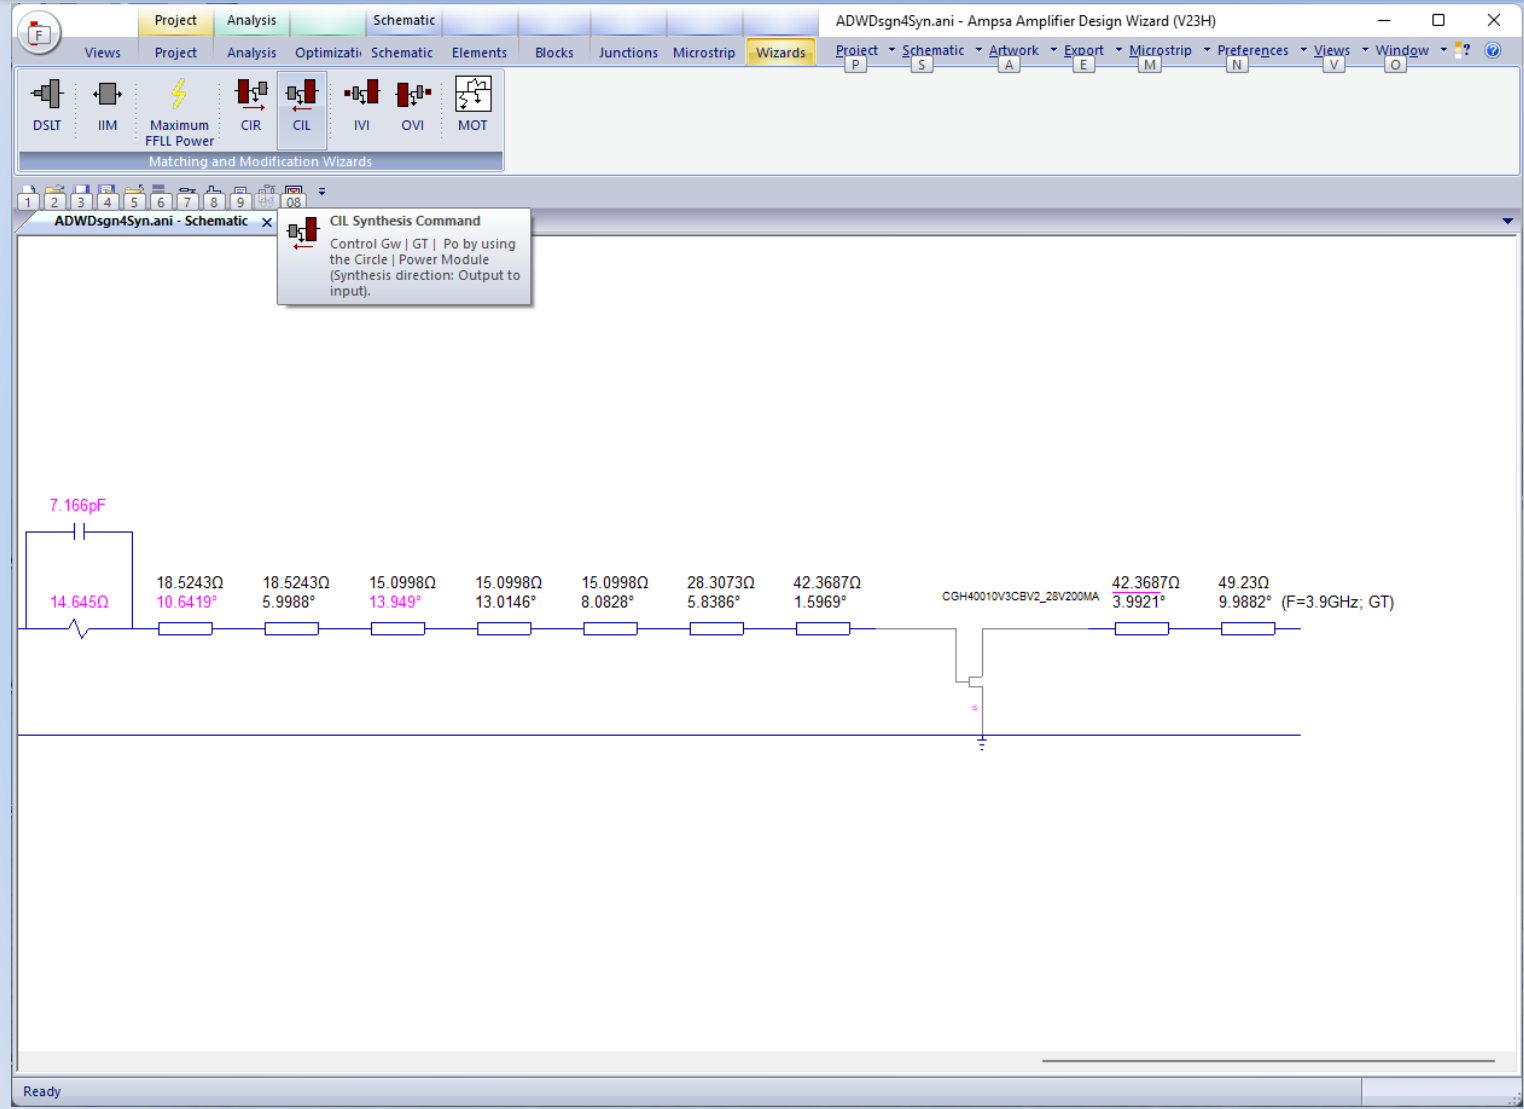 F
Project
Analysis
Schematic
ADWDsgn4Syn.ani - Ampsa Amplifier Design Wizard (V23H)
Views
Project
Analysis
Optimizati
Schematic
Elements
Blocks
Junctions
Microstrip
Wizards
Project
Schematic
Artwork
Export
Microstrip
Preferences
Views
Window
?
?
P
S
A
E
M
N
V
O
DSLT
IIM
Maximum
FFLL Power
CIR
CIL
IVI
OVI
MOT
Matching and Modification Wizards
1
2
3
4
5
6
7
8
9
08
ADWDsgn4Syn.ani - Schematic
CIL Synthesis Command
Control Gw | GT | Po by using
the Circle | Power Module
(Synthesis direction: Output to
input).
7.166pF
14.645Ω
18.5243Ω
10.6419°
18.5243Ω
5.9988°
15.0998Ω
13.949°
15.0998Ω
13.0146°
15.0998Ω
8.0828°
28.3073Ω
5.8386°
42.3687Ω
1.5969°
CGH40010V3CBV2_28V200MA
42.3687Ω
3.9921°
49.23Ω
9.9882° (F=3.9GHz; GT)
s
Ready